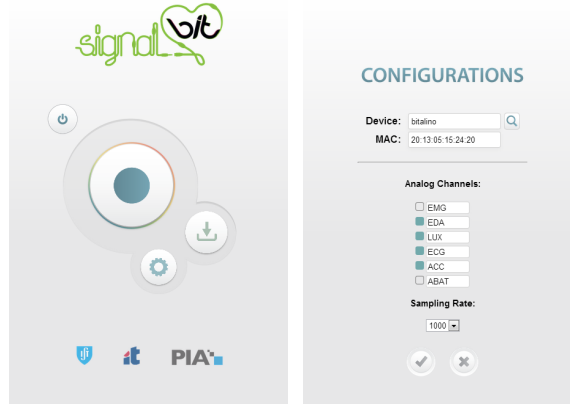 signal bit
it
PIA
CONFIGURATIONS
Device: bitalino
MAC: 20:13:05:15:24:20
Analog Channels:
EMG
EDA
LUX
ECG
ACC
ABAT
Sampling Rate:
1000